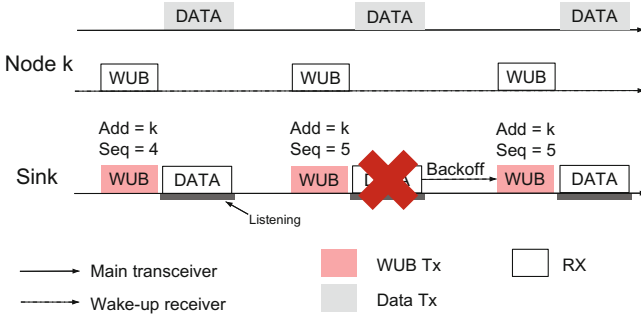 DATA DATA DATA
Node k
WUB WUB WUB
Add = k Add = k Add = k
Seq = 4 Seq = 5 Seq = 5
Sink WUB DATA WUB DATA Backoff WUB DATA
Listening
Main transceiver WUB Tx RX
Wake-up receiver Data Tx